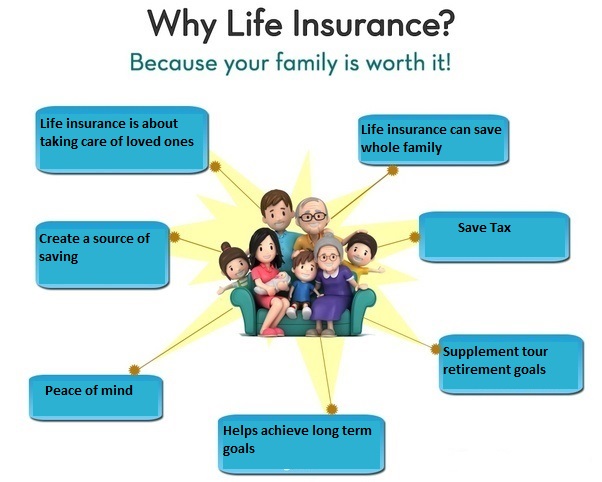 Why Life Insurance?
Because your family is worth it!
Life insurance is about
taking care of loved ones
Life insurance can save
whole family
Create a source of
saving
Save Tax
Supplement tour
retirement goals
Peace of mind
Helps achieve long term
goals